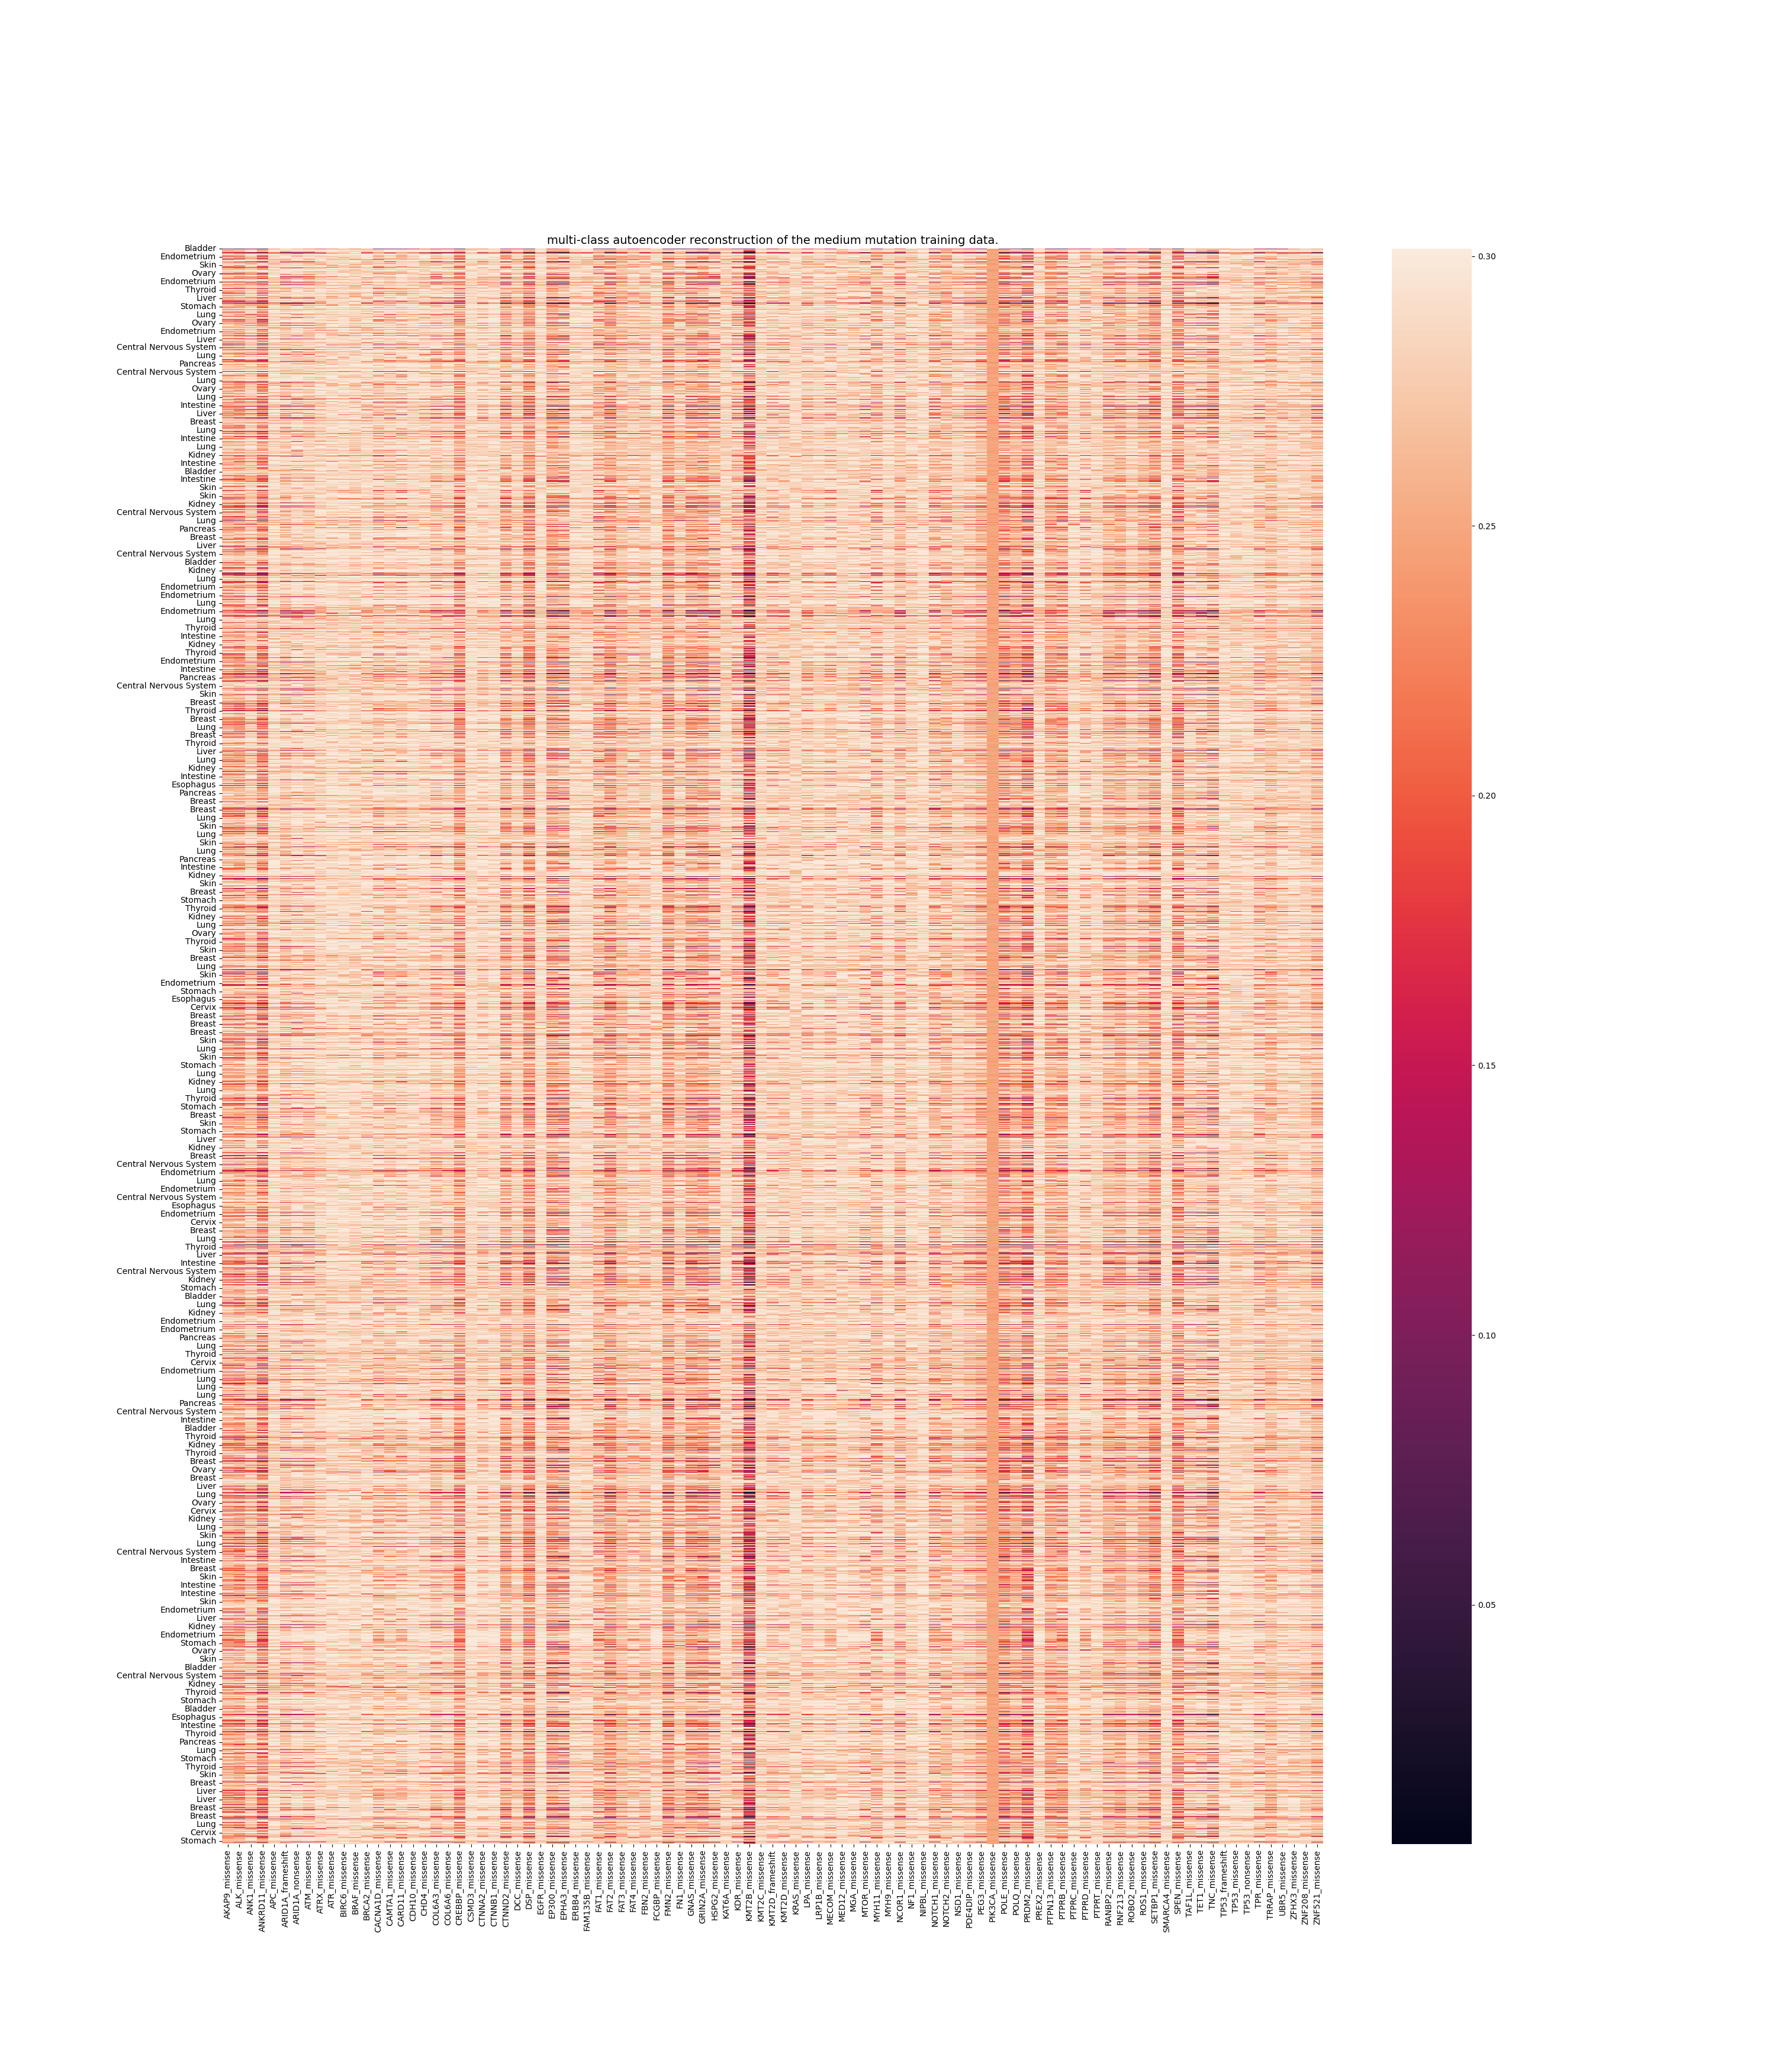 multi-class autoencoder reconstruction of the medium mutation training data.
Bladder
Endometrium
Skin
Ovary
Endometrium
Thyroid
Liver
Stomach
Lung
Ovary
Endometrium
Liver
Central Nervous System
Lung
Pancreas
Central Nervous System
Lung
Ovary
Lung
Intestine
Liver
Breast
Lung
Intestine
Lung
Kidney
Intestine
Bladder
Intestine
Skin
Skin
Kidney
Central Nervous System
Lung
Pancreas
Breast
Liver
Central Nervous System
Bladder
Kidney
Lung
Endometrium
Endometrium
Lung
Endometrium
Lung
Thyroid
Intestine
Kidney
Thyroid
Endometrium
Intestine
Pancreas
Central Nervous System
Skin
Breast
Thyroid
Breast
Lung
Breast
Thyroid
Liver
Lung
Kidney
Intestine
Esophagus
Pancreas
Breast
Breast
Lung
Skin
Lung
Skin
Lung
Pancreas
Intestine
Kidney
Skin
Breast
Stomach
Thyroid
Kidney
Lung
Ovary
Thyroid
Skin
Breast
Lung
Skin
Endometrium
Stomach
Esophagus
Cervix
Breast
Breast
Breast
Skin
Lung
Skin
Stomach
Lung
Kidney
Lung
Thyroid
Stomach
Breast
Skin
Stomach
Liver
Kidney
Breast
Central Nervous System
Endometrium
Lung
Endometrium
Central Nervous System
Esophagus
Endometrium
Cervix
Breast
Lung
Thyroid
Liver
Intestine
Central Nervous System
Kidney
Stomach
Bladder
Lung
Kidney
Endometrium
Endometrium
Pancreas
Lung
Thyroid
Cervix
Endometrium
Lung
Lung
Lung
Pancreas
Central Nervous System
Intestine
Bladder
Thyroid
Kidney
Thyroid
Breast
Ovary
Breast
Liver
Lung
Ovary
Cervix
Kidney
Lung
Skin
Lung
Central Nervous System
Intestine
Breast
Skin
Intestine
Intestine
Skin
Endometrium
Liver
Kidney
Endometrium
Stomach
Ovary
Skin
Bladder
Central Nervous System
Kidney
Thyroid
Stomach
Bladder
Esophagus
Intestine
Thyroid
Pancreas
Lung
Stomach
Thyroid
Skin
Breast
Liver
Liver
Breast
Breast
Lung
Cervix
Stomach
AKAP9_missense
ALK_missense
ANK1_missense
ANKRD11_missense
APC_missense
ARID1A_frameshift
ARID1A_nonsense
ATM_missense
ATRX_missense
ATR_missense
BIRC6_missense
BRAF_missense
BRCA2_missense
CACNA1D_missense
CAMTA1_missense
CARD11_missense
CDH10_missense
CHD4_missense
COL6A3_missense
COL6A6_missense
CREBBP_missense
CSMD3_missense
CTNNA2_missense
CTNNB1_missense
CTNND2_missense
DCC_missense
DSP_missense
EGFR_missense
EP300_missense
EPHA3_missense
ERBB4_missense
FAM135B_missense
FAT1_missense
FAT2_missense
FAT3_missense
FAT4_missense
FBN2_missense
FCGBP_missense
FMN2_missense
FN1_missense
GNAS_missense
GRIN2A_missense
HSPG2_missense
KAT6A_missense
KDR_missense
KMT2B_missense
KMT2C_missense
KMT2D_frameshift
KMT2D_missense
KRAS_missense
LPA_missense
LRP1B_missense
MECOM_missense
MED12_missense
MGA_missense
MTOR_missense
MYH11_missense
MYH9_missense
NCOR1_missense
NF1_missense
NIPBL_missense
NOTCH1_missense
NOTCH2_missense
NSD1_missense
PDE4DIP_missense
PEG3_missense
PIK3CA_missense
POLE_missense
POLQ_missense
PRDM2_missense
PREX2_missense
PTPN13_missense
PTPRB_missense
PTPRC_missense
PTPRD_missense
PTPRT_missense
RANBP2_missense
RNF213_missense
ROBO2_missense
ROS1_missense
SETBP1_missense
SMARCA4_missense
SPEN_missense
TAF1L_missense
TET1_missense
TNC_missense
TP53_frameshift
TP53_missense
TP53_nonsense
TPR_missense
TRRAP_missense
UBR5_missense
ZFHX3_missense
ZNF208_missense
ZNF521_missense
0.30
0.25
0.20
0.15
0.10
0.05